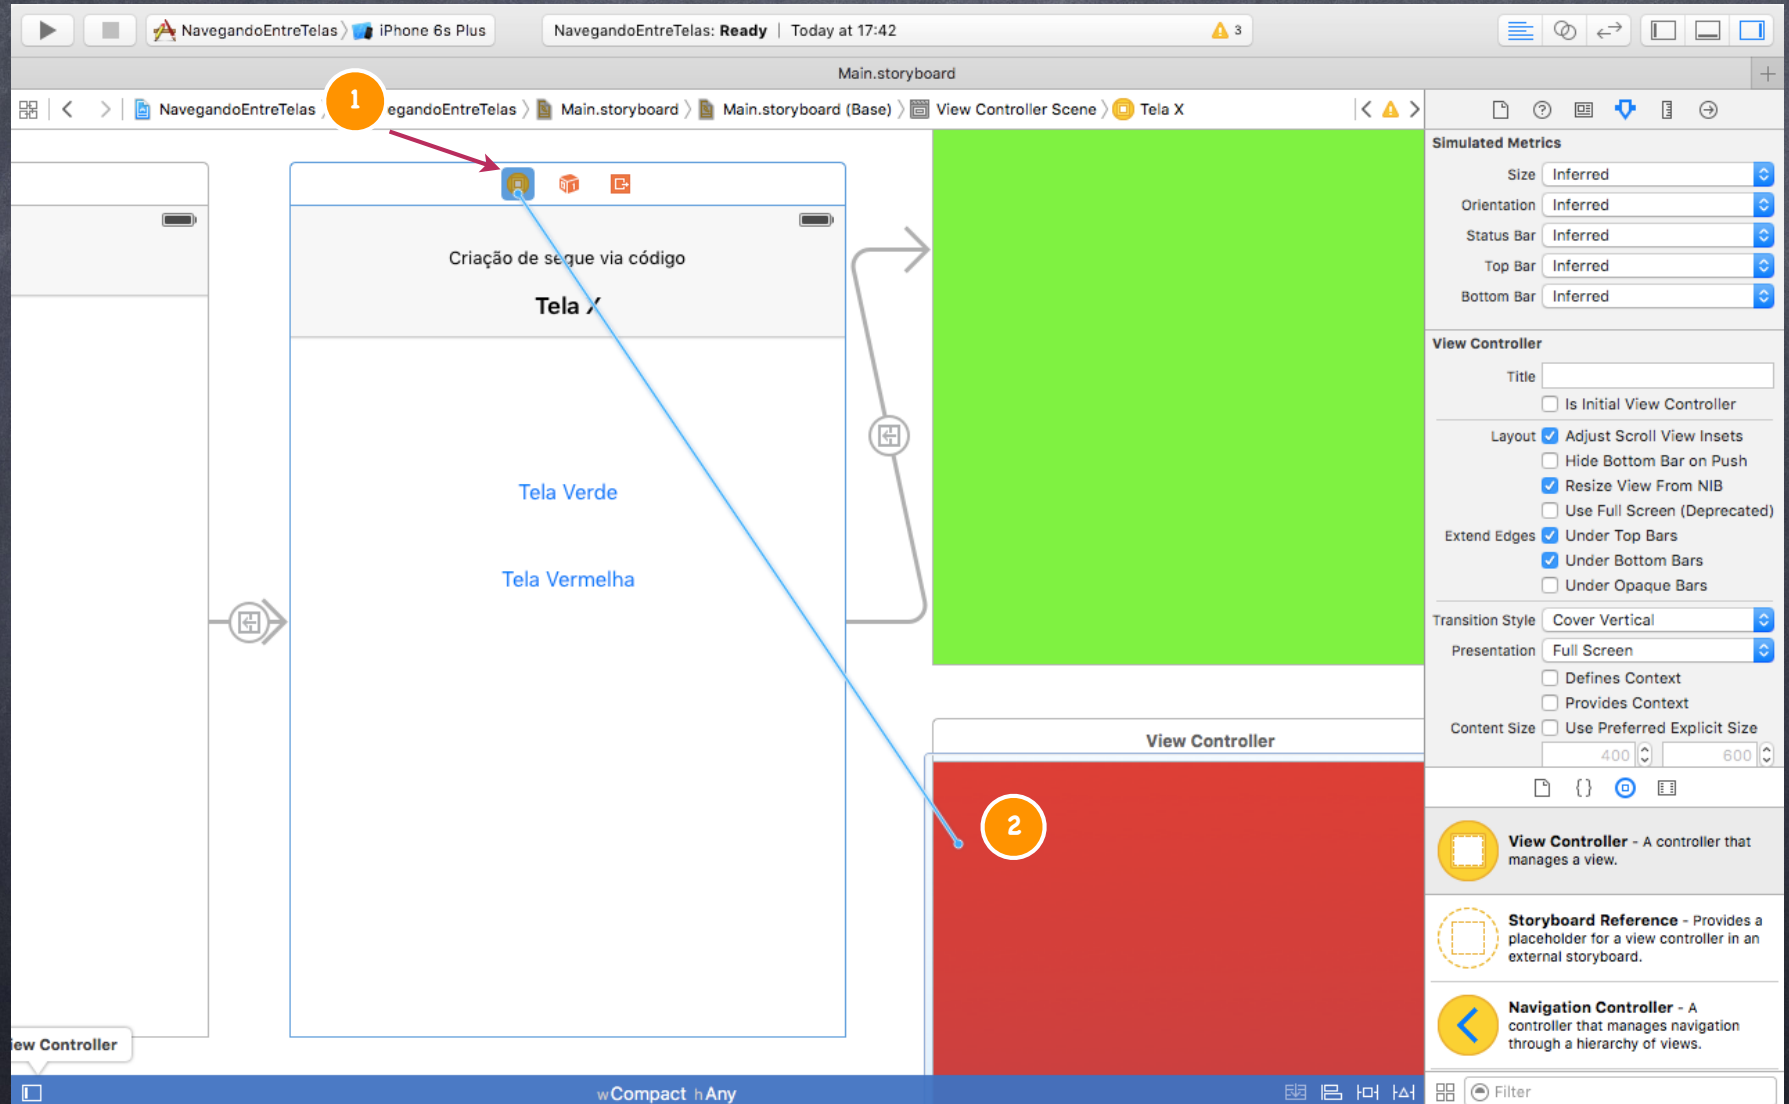 NavegandoEntreTelas
iPhone 6s Plus
NavegandoEntreTelas: Ready | Today at 17:42
3
Main.storyboard
NavegandoEntreTelas
egandoEntreTelas
Main.storyboard
Main.storyboard (Base)
View Controller Scene
Tela X
1
Criação de segue via código
Tela X
Tela Verde
Tela Vermelha
View Controller
2
iew Controller
wCompact hAny
Simulated Metrics
Size Inferred
Orientation Inferred
Status Bar Inferred
Top Bar Inferred
Bottom Bar Inferred
View Controller
Title
Is Initial View Controller
Layout Adjust Scroll View Insets
Hide Bottom Bar on Push
Resize View From NIB
Use Full Screen (Deprecated)
Extend Edges Under Top Bars
Under Bottom Bars
Under Opaque Bars
Transition Style Cover Vertical
Presentation Full Screen
Defines Context
Provides Context
Content Size Use Preferred Explicit Size
400 600
{}
View Controller - A controller that
manages a view.
Storyboard Reference - Provides a
placeholder for a view controller in an
external storyboard.
Navigation Controller - A
controller that manages navigation
through a hierarchy of views.
Filter